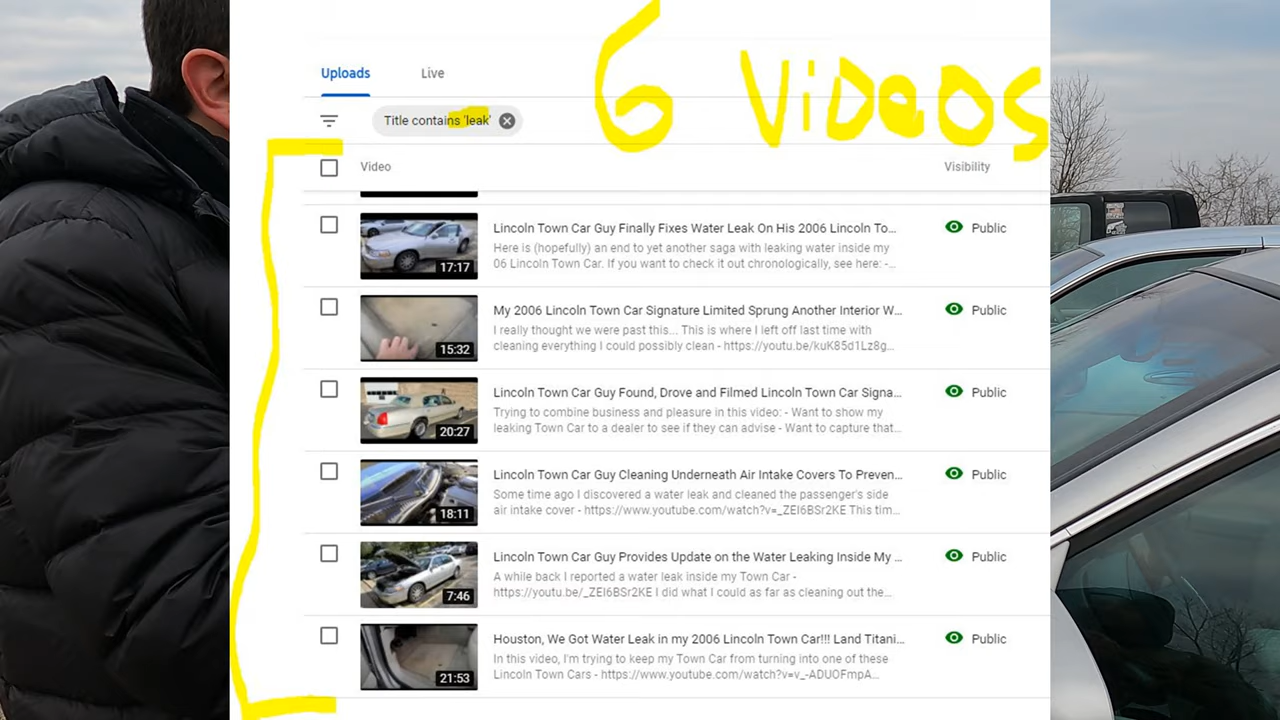 6 Videos
Uploads
Live
Title contains 'leak'
Video
Visibility
Lincoln Town Car Guy Finally Fixes Water Leak On His 2006 Lincoln To...
Public
Here is (hopefully) an end to yet another saga with leaking water inside my
06 Lincoln Town Car. If you want to check it out chronologically, see here: -...
17:17
My 2006 Lincoln Town Car Signature Limited Sprung Another Interior W...
Public
I really thought we were past this... This is where I left off last time with
cleaning everything I could possibly clean - https://youtu.be/kuK85d1Lz8g...
15:32
Lincoln Town Car Guy Found, Drove and Filmed Lincoln Town Car Signa...
Public
Trying to combine business and pleasure in this video: - Want to show my
leaking Town Car to a dealer to see if they can advise - Want to capture that...
20:27
Lincoln Town Car Guy Cleaning Underneath Air Intake Covers To Preven...
Public
Some time ago I discovered a water leak and cleaned the passenger's side
air intake cover - https://www.youtube.com/watch?v=_ZEI6BSr2KE This tim...
18:11
Lincoln Town Car Guy Provides Update on the Water Leaking Inside My ...
Public
A while back I reported a water leak inside my Town Car -
https://youtu.be/_ZEI6BSr2KE I did what I could as far as cleaning out the...
7:46
Houston, We Got Water Leak in my 2006 Lincoln Town Car!!! Land Titani...
Public
In this video, I'm trying to keep my Town Car from turning into one of these
Lincoln Town Cars - https://www.youtube.com/watch?v=v_-ADUOFmpA...
21:53